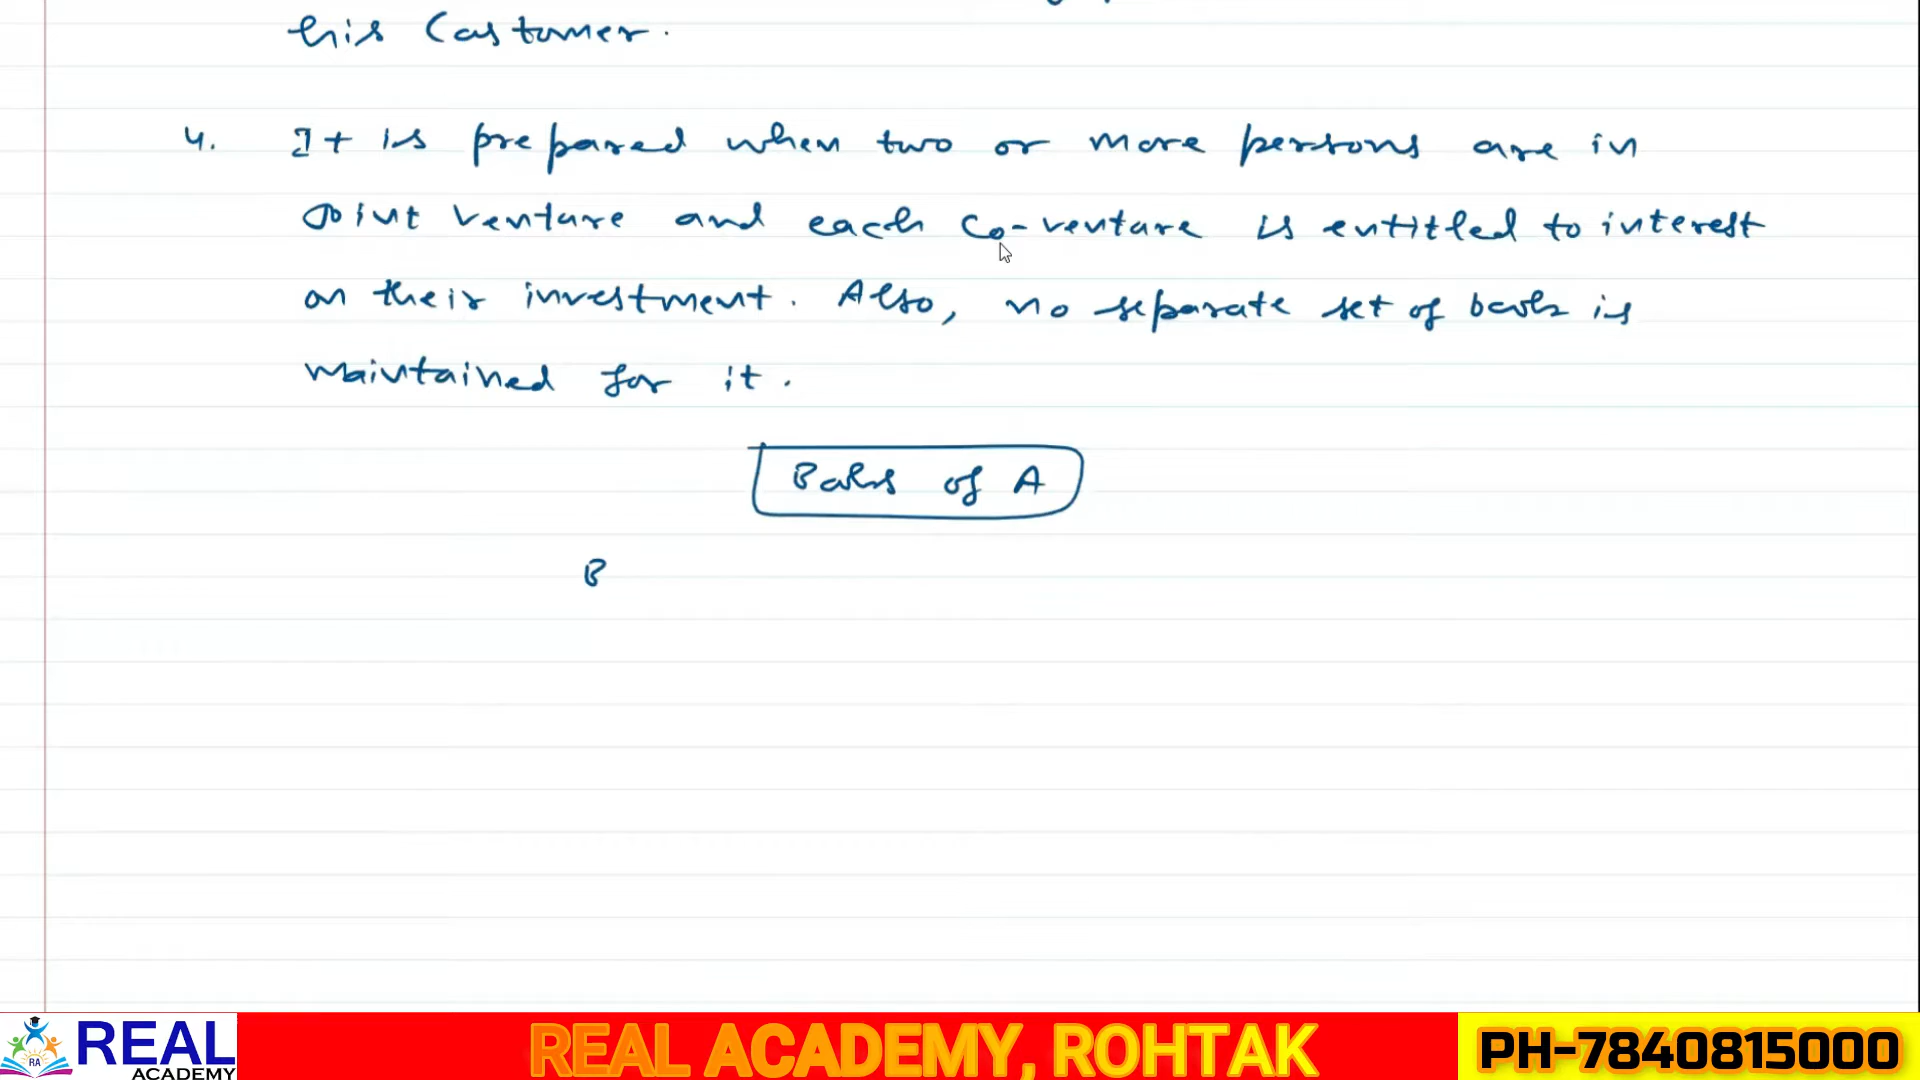 his Customer.
4. It is prepared when two or more persons are in
Joint venture and each Co-venture is entitled to interest
on their investment. Also, no separate set of books is
maintained for it.
Books of A
B
REAL
ACADEMY
RA
REAL ACADEMY, ROHTAK
PH-7840815000